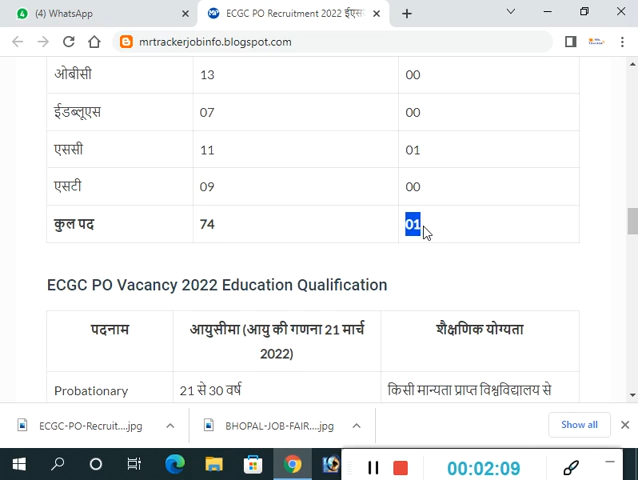 (4) WhatsApp
ECGC PO Recruitment 2022 ईएस
mrtrackerjobinfo.blogspot.com
ओबीसी 13 00
ईडब्लूएस 07 00
एससी 11 01
एसटी 09 00
कुल पद 74 01
ECGC PO Vacancy 2022 Education Qualification
पदनाम आयुसीमा (आयु की गणना 21 मार्च 2022) शैक्षणिक योग्यता
Probationary 21 से 30 वर्ष किसी मान्यता प्राप्त विश्वविद्यालय से
ECGC-PO-Recruit....jpg BHOPAL-JOB-FAIR....jpg Show all
00:02:09